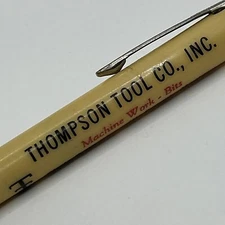 THOMPSON TOOL CO., INC.
Machine Work - Bits